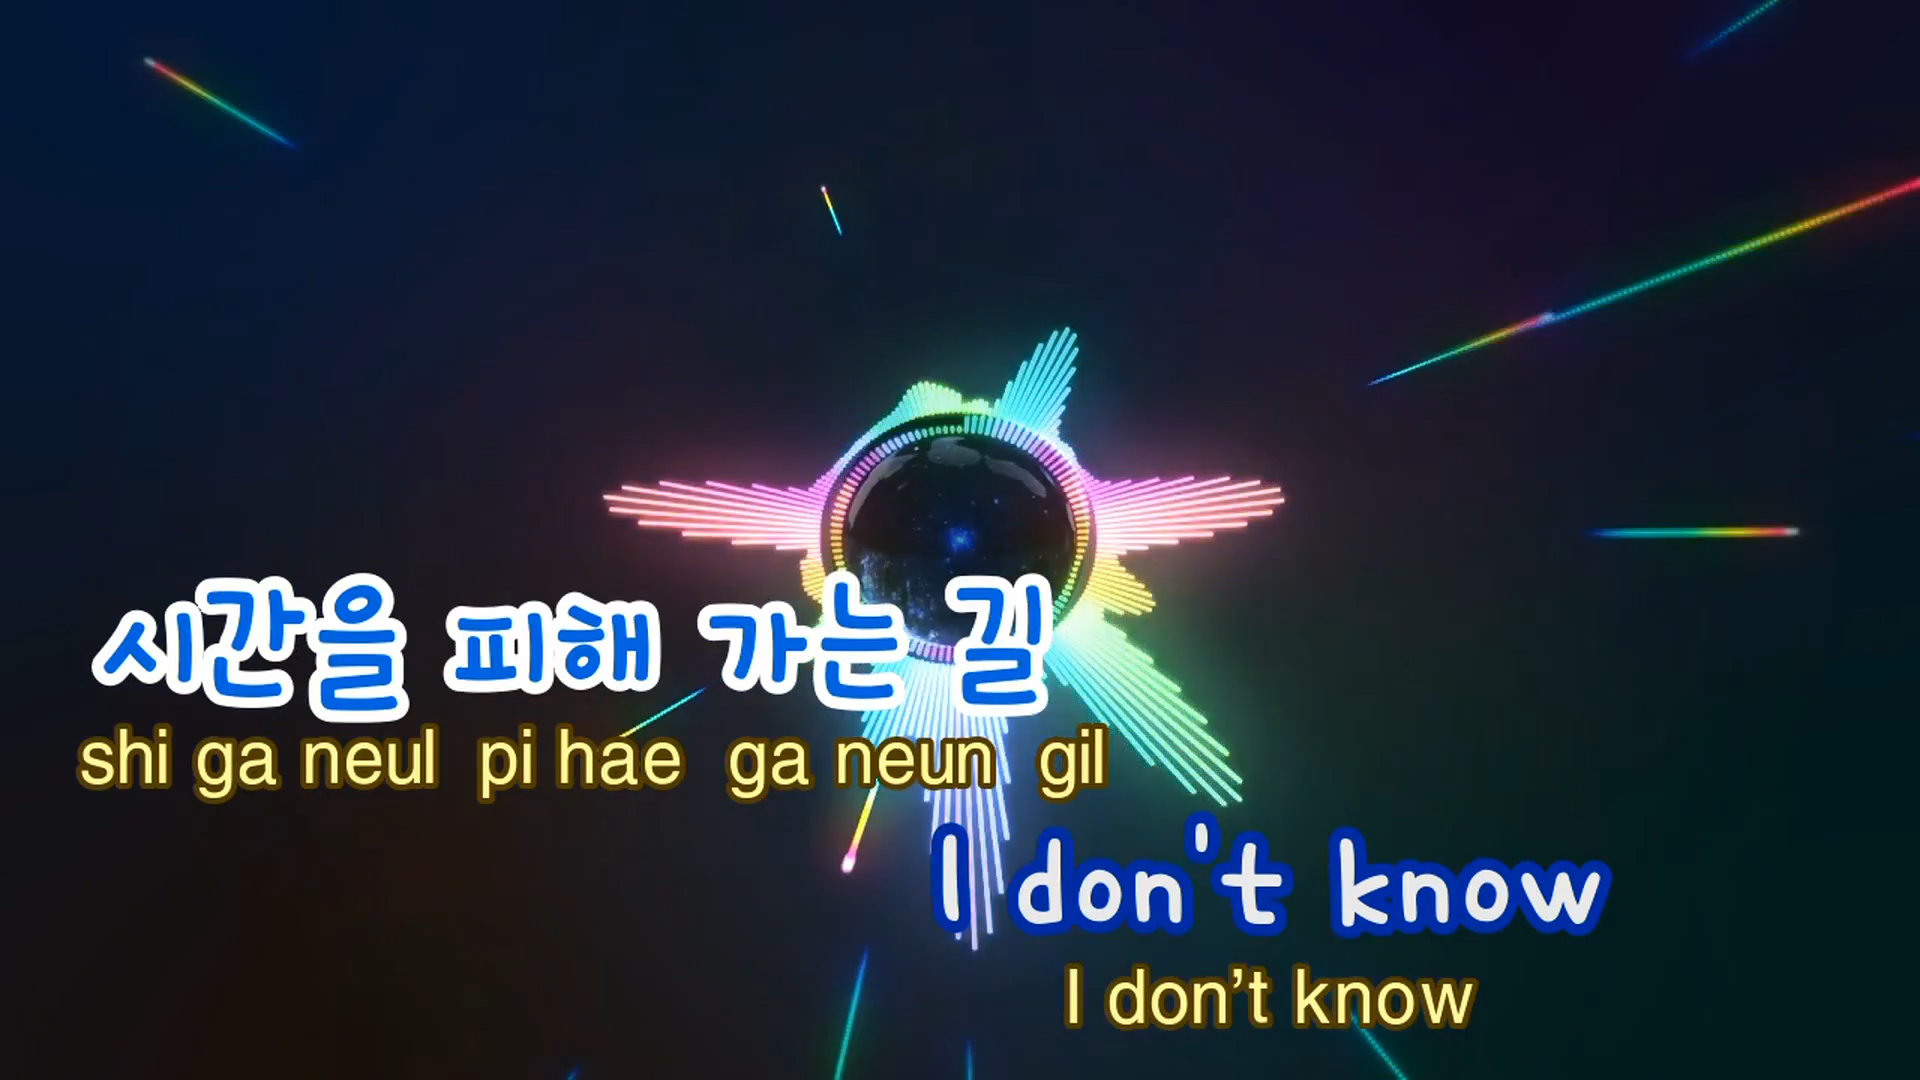 시간을 피해 가는 길
shi ga neul pi hae ga neun gil
I don't know
I don’t know